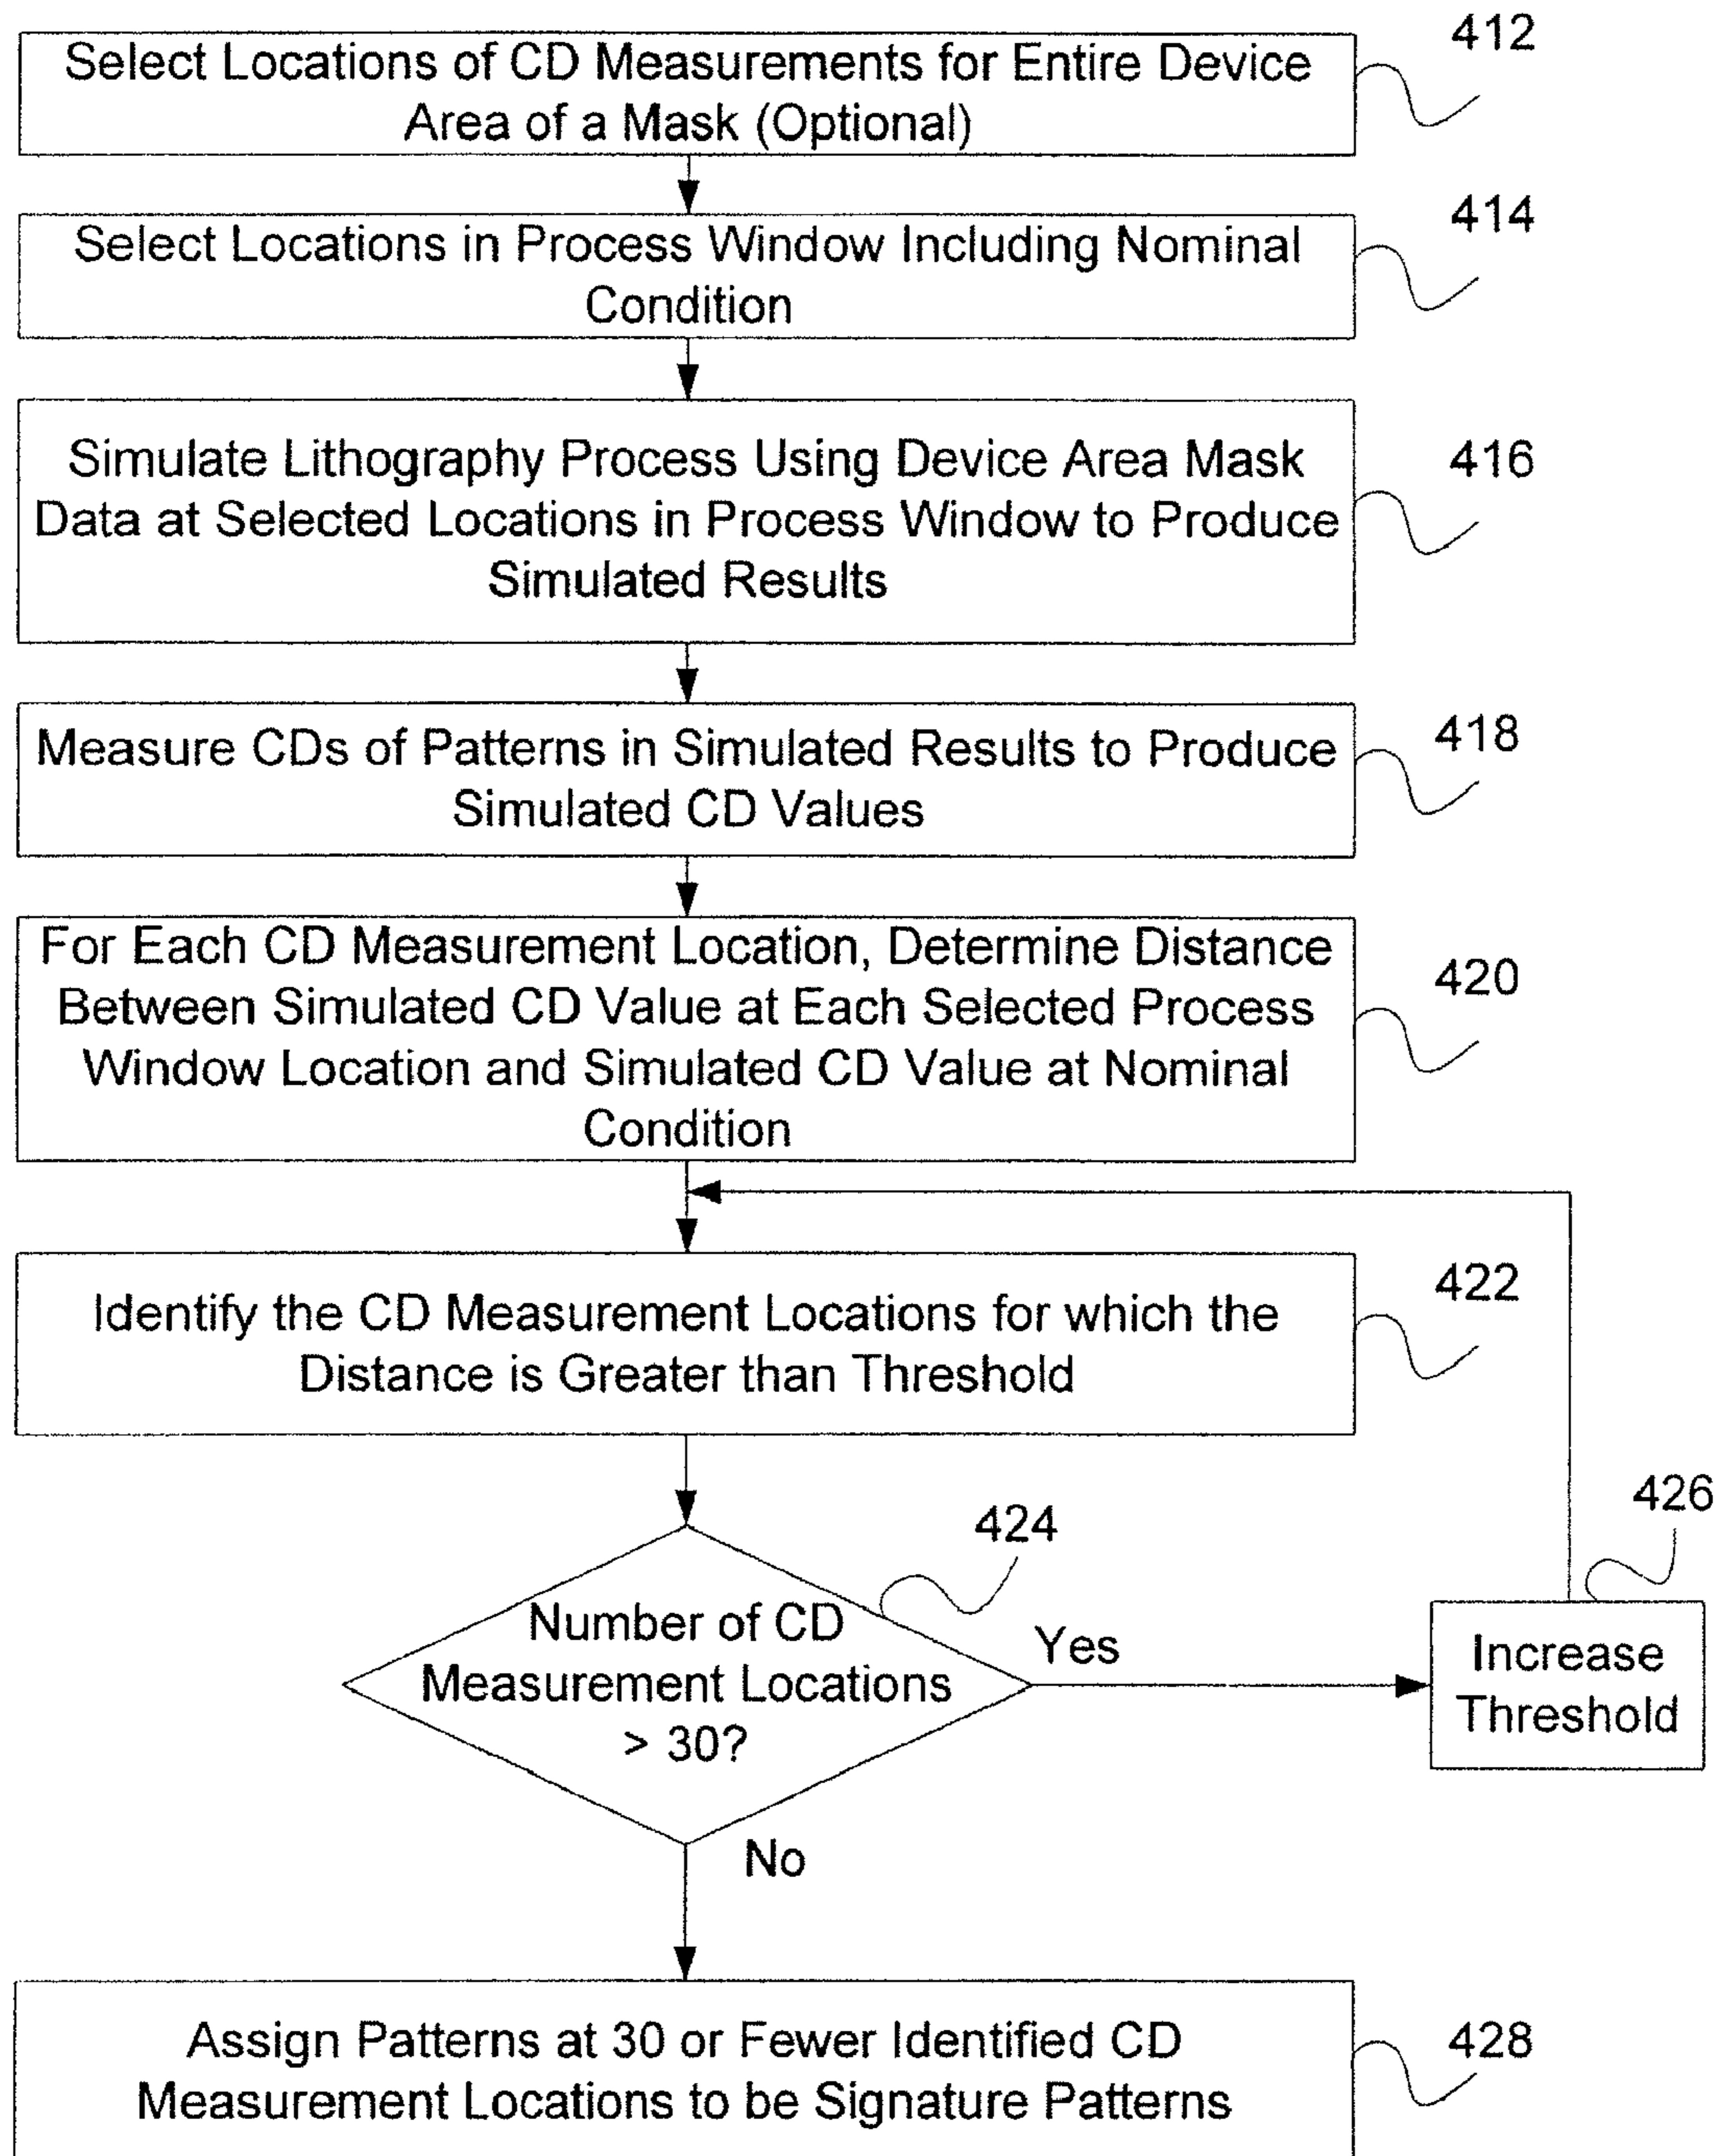 412
Select Locations of CD Measurements for Entire Device
Area of a Mask (Optional)
414
Select Locations in Process Window Including Nominal
Condition
416
Simulate Lithography Process Using Device Area Mask
Data at Selected Locations in Process Window to Produce
Simulated Results
418
Measure CDs of Patterns in Simulated Results to Produce
Simulated CD Values
420
For Each CD Measurement Location, Determine Distance
Between Simulated CD Value at Each Selected Process
Window Location and Simulated CD Value at Nominal
Condition
422
Identify the CD Measurement Locations for which the
Distance is Greater than Threshold
424
Number of CD
Measurement Locations
> 30?
Yes
426
Increase
Threshold
No
428
Assign Patterns at 30 or Fewer Identified CD
Measurement Locations to be Signature Patterns